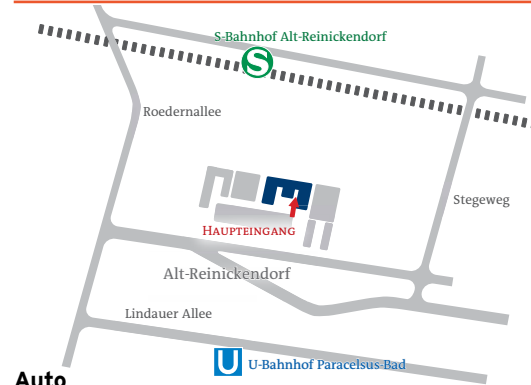 S-Bahnhof Alt-Reinickendorf
S
Roedernallee
Stegeweg
HAUPTEINGANG
Alt-Reinickendorf
Lindauer Allee
U U-Bahnhof Paracelsus-Bad
Auto